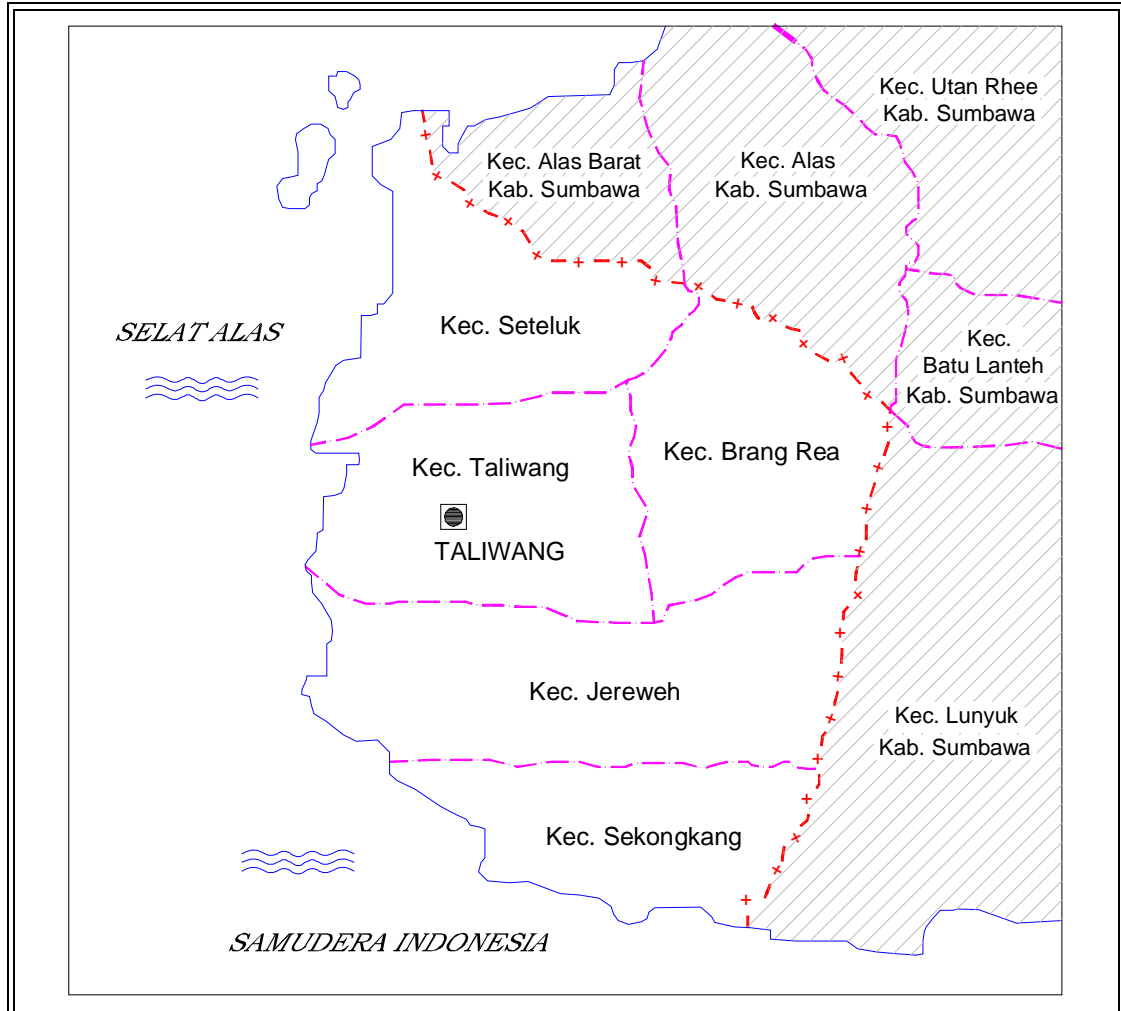 Kec. Utan Rhee
Kab. Sumbawa
Kec. Alas Barat
Kab. Sumbawa
Kec. Alas
Kab. Sumbawa
SELAT ALAS
Kec. Seteluk
Kec.
Batu Lanteh
Kab. Sumbawa
Kec. Taliwang
Kec. Brang Rea
TALIWANG
Kec. Jereweh
Kec. Lunyuk
Kab. Sumbawa
Kec. Sekongkang
SAMUDERA INDONESIA